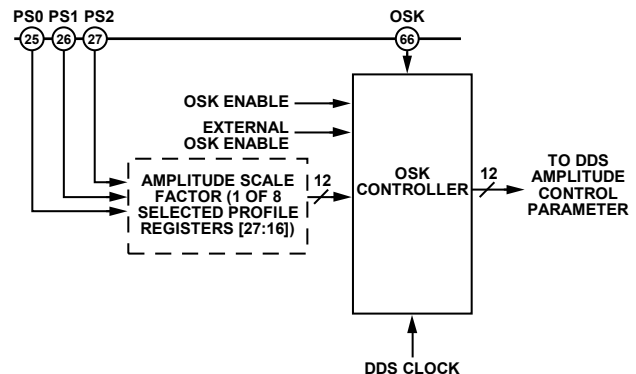 PS0 PS1 PS2
OSK
25 26 27
66
OSK ENABLE
EXTERNAL
OSK ENABLE
AMPLITUDE SCALE
FACTOR (1 OF 8
SELECTED PROFILE
REGISTERS [27:16])
12
OSK
CONTROLLER
12
TO DDS
AMPLITUDE
CONTROL
PARAMETER
DDS CLOCK